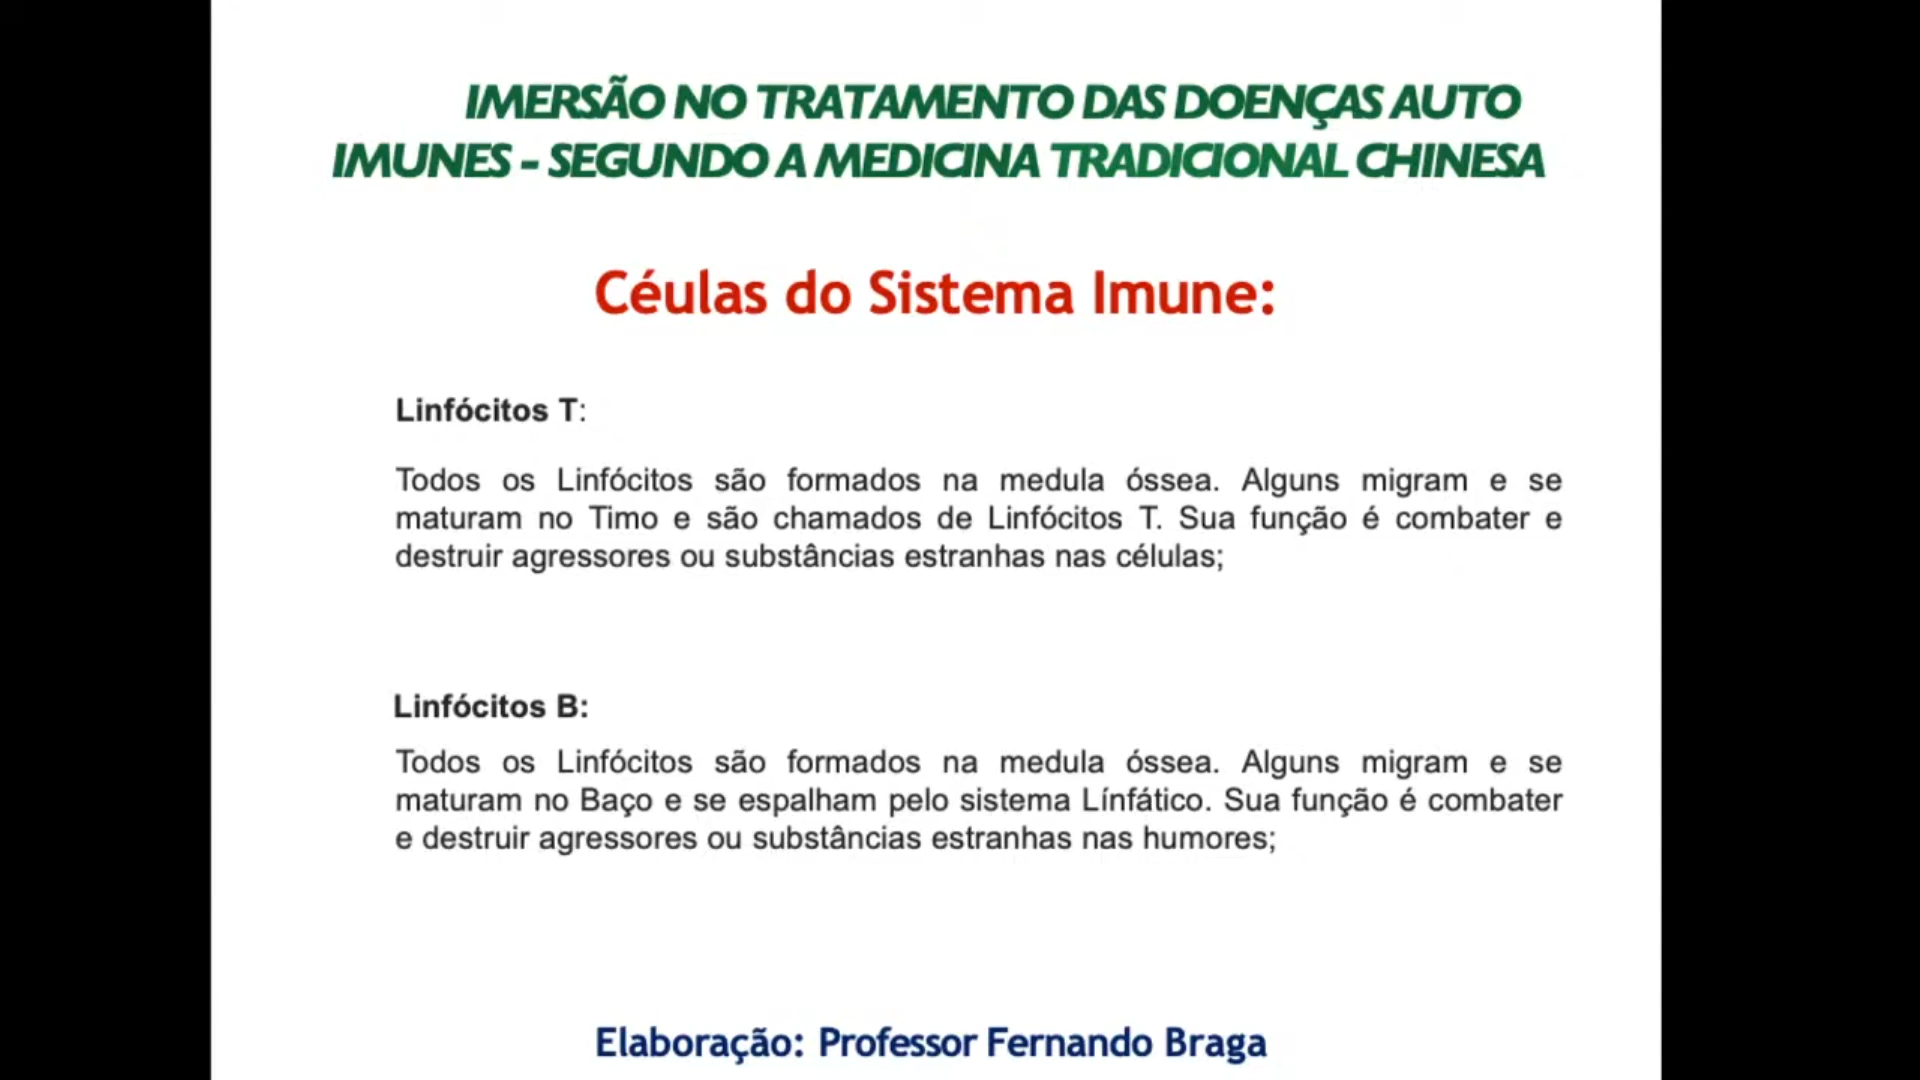 IMERSÃO NO TRATAMENTO DAS DOENÇAS AUTO
IMUNES - SEGUNDO A MEDICINA TRADICIONAL CHINESA
Céulas do Sistema Imune:
Linfócitos T:
Todos os Linfócitos são formados na medula óssea. Alguns migram e se
maturam no Timo e são chamados de Linfócitos T. Sua função é combater e
destruir agressores ou substâncias estranhas nas células;
Linfócitos B:
Todos os Linfócitos são formados na medula óssea. Alguns migram e se
maturam no Baço e se espalham pelo sistema Línfático. Sua função é combater
e destruir agressores ou substâncias estranhas nas humores;
Elaboração: Professor Fernando Braga